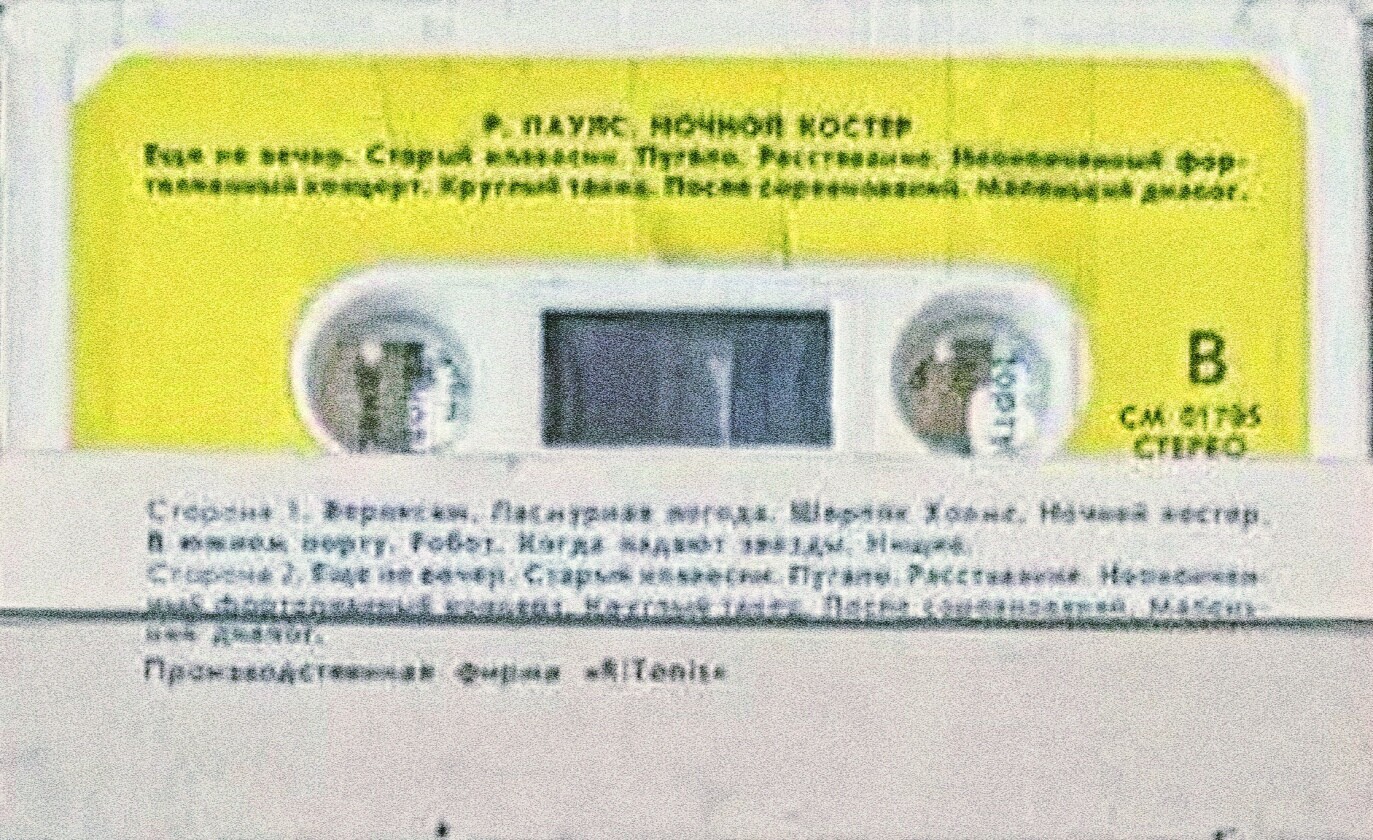 Р. ПАУЛС. НОЧНОЙ КОСТЕР
Еще не вечер. Старый клавесин. Пугало. Расставание. Неоконченный фор-
тепианный концерт. Круглый танец. После соревнований. Маленький диалог.
В
СМ 01795
СТЕРЕО
Сторона 1. Вернисаж. Пасмурная погода. Шерлок Холмс. Ночной костер.
В южном порту. Робот. Когда падают звезды. Нищие.
Сторона 2. Еще не вечер. Старый клавесин. Пугало. Расставание. Неокончен-
ный фортепианный концерт. Круглый танец. После соревнований. Малень-
кий диалог.
Производственная фирма «RiTonis»